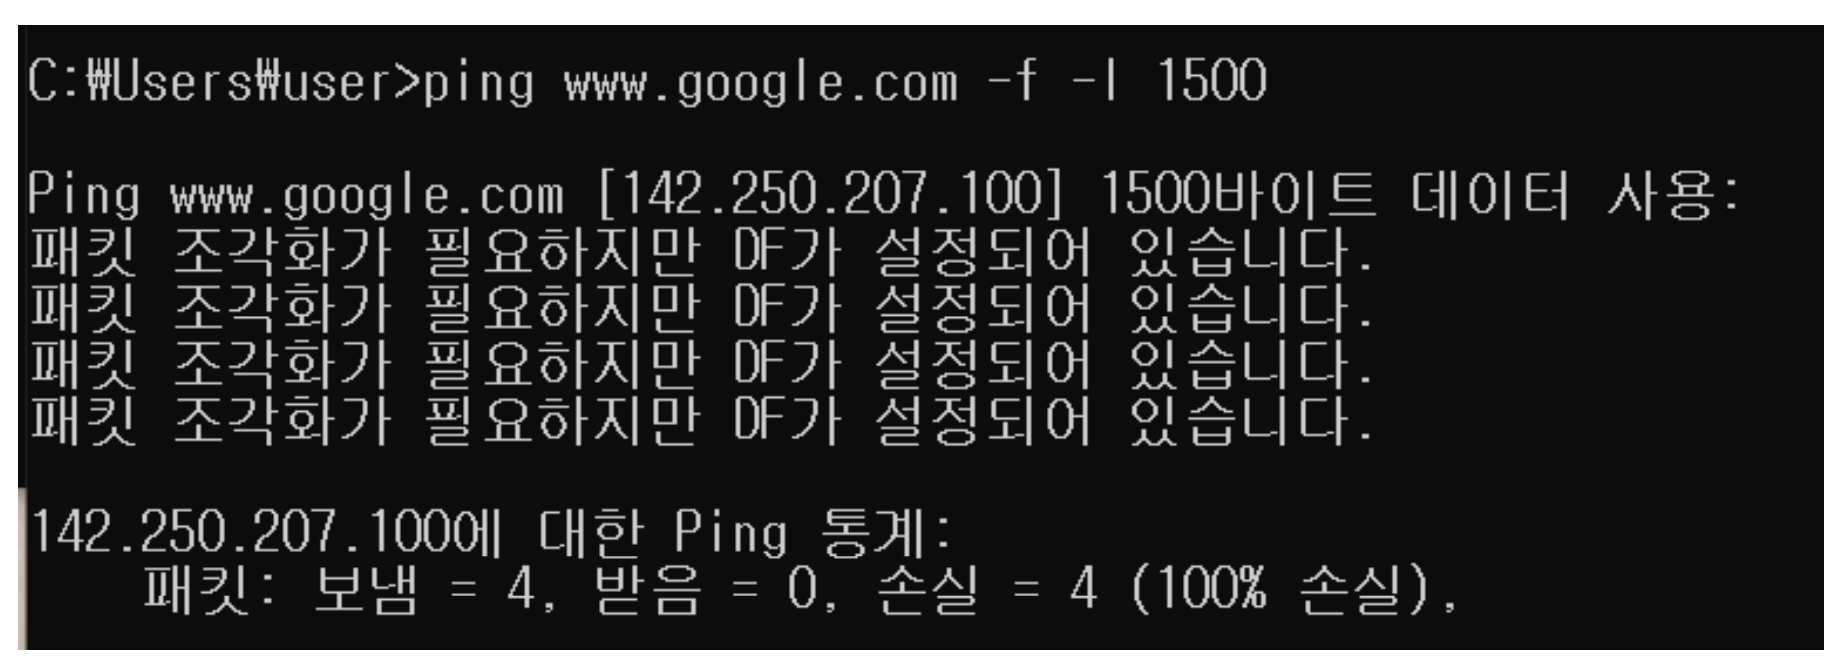 C:₩Users₩user>ping www.google.com -f -l 1500
Ping www.google.com [142.250.207.100] 1500바이트 데이터 사용:
패킷 조각화가 필요하지만 DF가 설정되어 있습니다.
패킷 조각화가 필요하지만 DF가 설정되어 있습니다.
패킷 조각화가 필요하지만 DF가 설정되어 있습니다.
패킷 조각화가 필요하지만 DF가 설정되어 있습니다.
142.250.207.100에 대한 Ping 통계:
패킷: 보냄 = 4, 받음 = 0, 손실 = 4 (100% 손실),